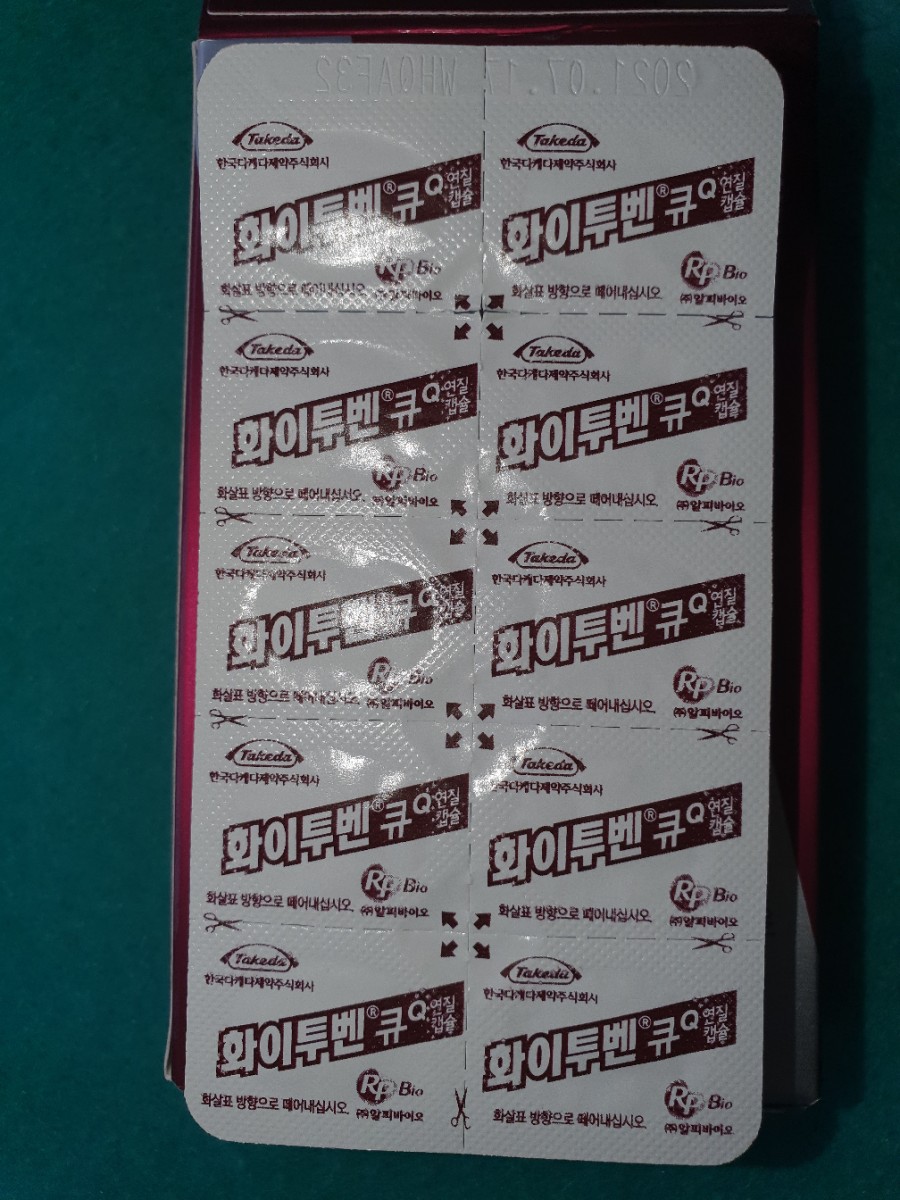 2021.07.17 WH0AF32
Takeda
한국다케다제약주식회사
화이투벤® 큐Q 연질
캡슐
Rp Bio
화살표 방향으로 떼어내십시오. ㈜알피바이오
Takeda
한국다케다제약주식회사
화이투벤® 큐Q 연질
캡슐
Rp Bio
화살표 방향으로 떼어내십시오. ㈜알피바이오
Takeda
한국다케다제약주식회사
화이투벤® 큐Q 연질
캡슐
Rp Bio
화살표 방향으로 떼어내십시오. ㈜알피바이오
Takeda
한국다케다제약주식회사
화이투벤® 큐Q 연질
캡슐
Rp Bio
화살표 방향으로 떼어내십시오. ㈜알피바이오
Takeda
한국다케다제약주식회사
화이투벤® 큐Q 연질
캡슐
Rp Bio
화살표 방향으로 떼어내십시오. ㈜알피바이오
Takeda
한국다케다제약주식회사
화이투벤® 큐Q 연질
캡슐
Rp Bio
화살표 방향으로 떼어내십시오. ㈜알피바이오
Takeda
한국다케다제약주식회사
화이투벤® 큐Q 연질
캡슐
Rp Bio
화살표 방향으로 떼어내십시오. ㈜알피바이오
Takeda
한국다케다제약주식회사
화이투벤® 큐Q 연질
캡슐
Rp Bio
화살표 방향으로 떼어내십시오. ㈜알피바이오
Takeda
한국다케다제약주식회사
화이투벤® 큐Q 연질
캡슐
Rp Bio
화살표 방향으로 떼어내십시오. ㈜알피바이오
Takeda
한국다케다제약주식회사
화이투벤® 큐Q 연질
캡슐
Rp Bio
화살표 방향으로 떼어내십시오. ㈜알피바이오